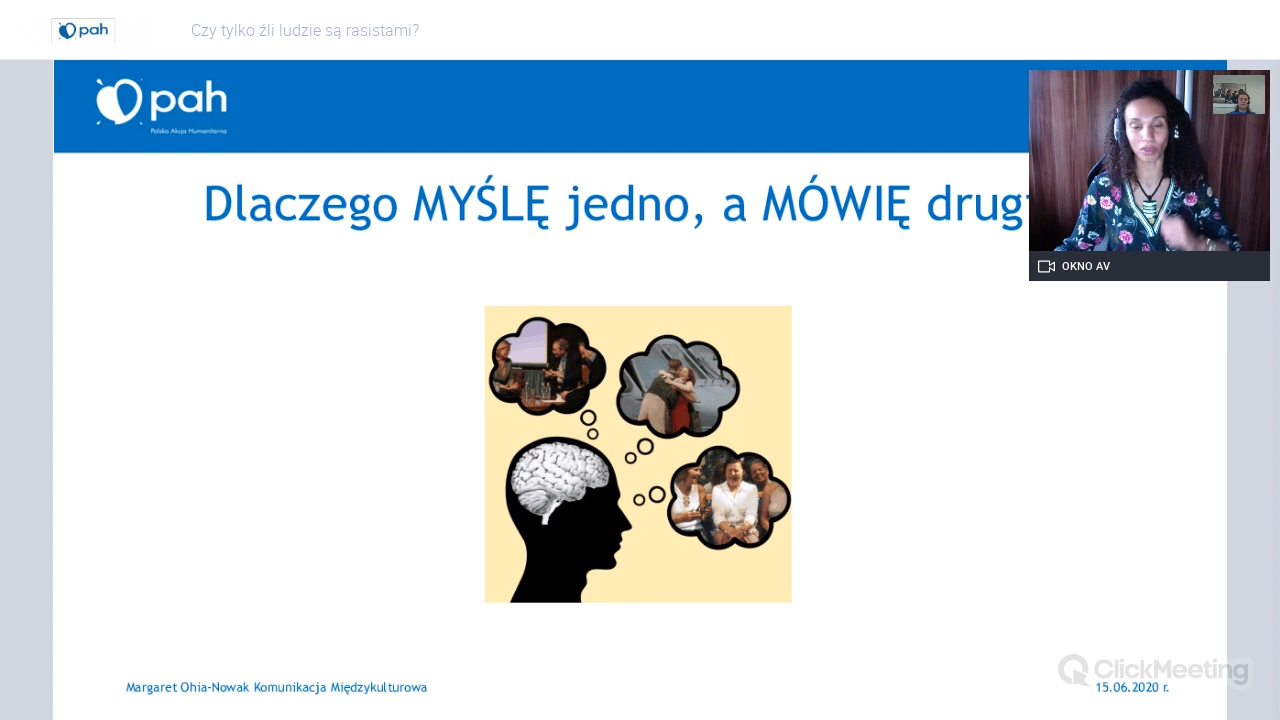 pah
Czy tylko źli ludzie są rasistami?
pah
Polska Akcja Humanitarna
Dlaczego MYŚLĘ jedno, a MÓWIĘ
OKNO AV
ClickMeeting
Margaret Ohia-Nowak Komunikacja Międzykulturowa
15.06.2020 r.